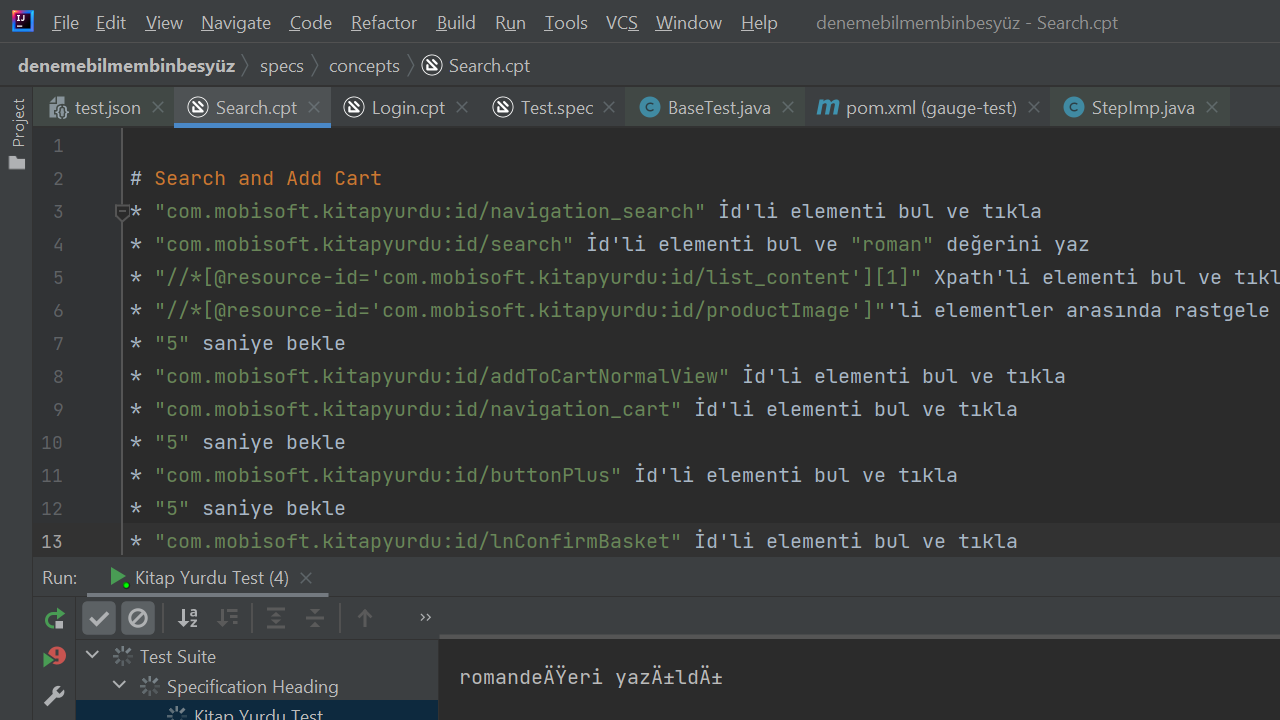 File Edit View Navigate Code Refactor Build Run Tools VCS Window Help denemebilmembinbesyüz - Search.cpt
denemebilmembinbesyüz specs concepts Search.cpt
test.json Search.cpt Login.cpt Test.spec BaseTest.java pom.xml (gauge-test) StepImp.java
Project
1
2 # Search and Add Cart
3 * "com.mobisoft.kitapyurdu:id/navigation_search" İd'li elementi bul ve tıkla
4 * "com.mobisoft.kitapyurdu:id/search" İd'li elementi bul ve "roman" değerini yaz
5 * "//*[@resource-id='com.mobisoft.kitapyurdu:id/list_content'][1]" Xpath'li elementi bul ve tıkl
6 * "//*[@resource-id='com.mobisoft.kitapyurdu:id/productImage']"'li elementler arasında rastgele
7 * "5" saniye bekle
8 * "com.mobisoft.kitapyurdu:id/addToCartNormalView" İd'li elementi bul ve tıkla
9 * "com.mobisoft.kitapyurdu:id/navigation_cart" İd'li elementi bul ve tıkla
10 * "5" saniye bekle
11 * "com.mobisoft.kitapyurdu:id/buttonPlus" İd'li elementi bul ve tıkla
12 * "5" saniye bekle
13 * "com.mobisoft.kitapyurdu:id/lnConfirmBasket" İd'li elementi bul ve tıkla
Run: Kitap Yurdu Test (4)
Test Suite
Specification Heading
Kitap Yurdu Test
romandeÄŸeri yazÄ±ldÄ±